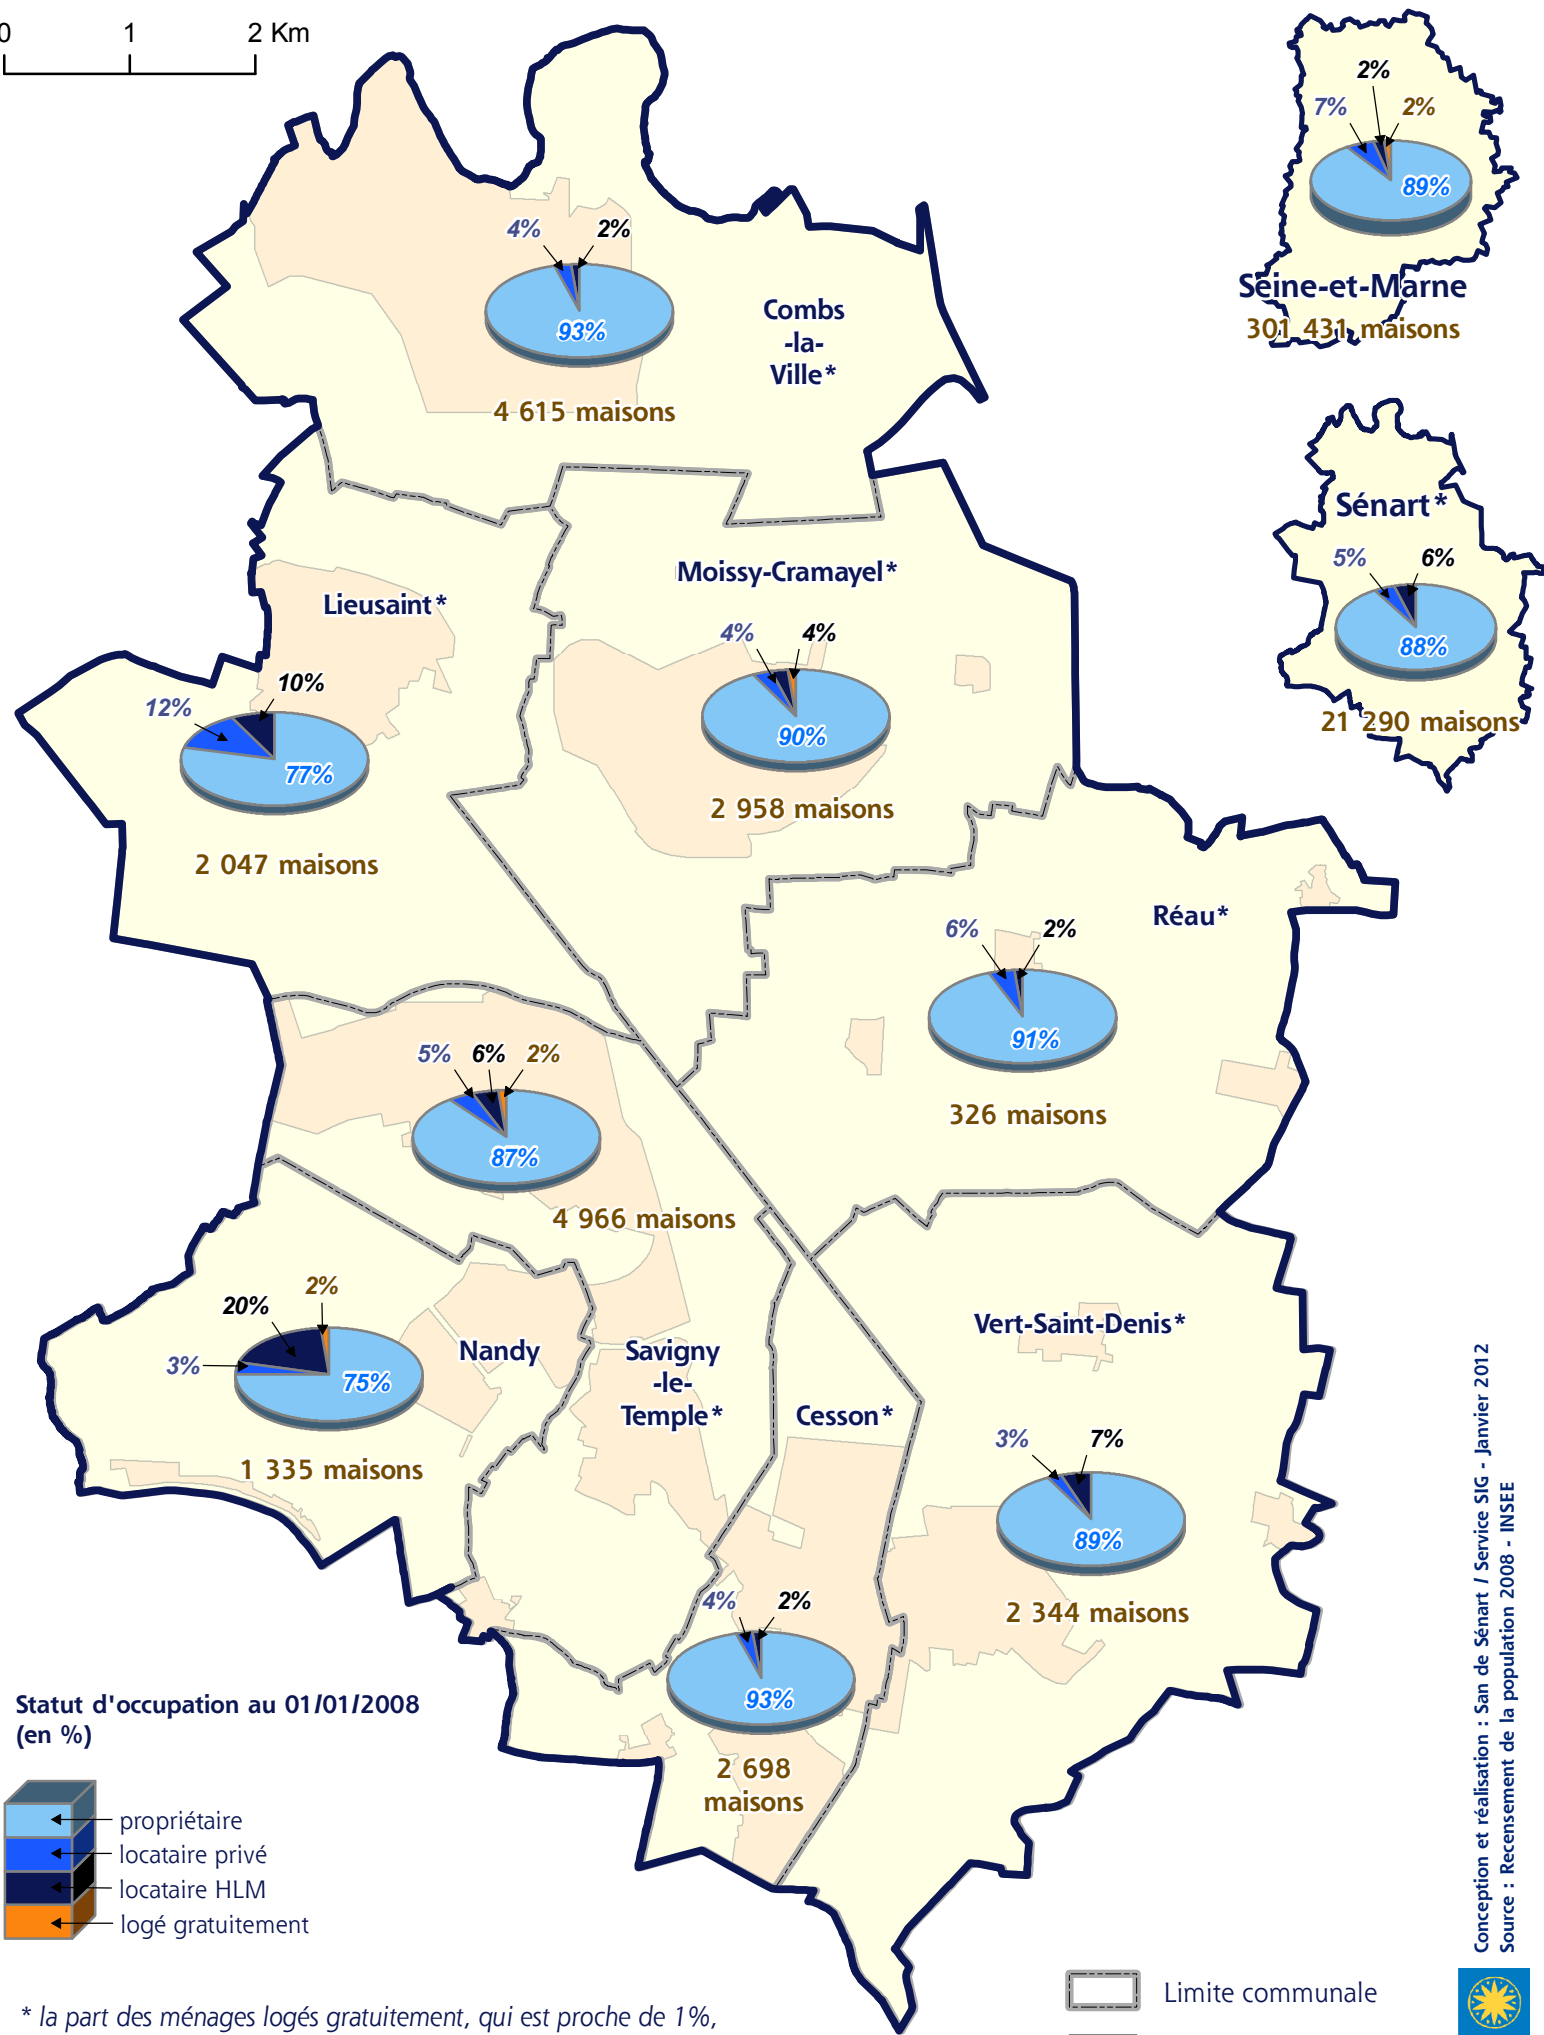 0 1 2 Km
2%
7% 2%
89%
Seine-et-Marne
301 431 maisons
4% 2%
93%
Combs
-la-
Ville*
4 615 maisons
Sénart*
5% 6%
88%
21 290 maisons
Moissy-Cramayel*
4% 4%
90%
2 958 maisons
Lieusaint*
10%
12%
77%
2 047 maisons
Réau*
6% 2%
91%
326 maisons
5% 6% 2%
87%
4 966 maisons
2%
20%
3%
75%
Nandy
1 335 maisons
Savigny
-le-
Temple*
Cesson*
Vert-Saint-Denis*
3% 7%
89%
2 344 maisons
4% 2%
93%
2 698
maisons
Statut d'occupation au 01/01/2008
(en %)
propriétaire
locataire privé
locataire HLM
logé gratuitement
* la part des ménages logés gratuitement, qui est proche de 1%,
Limite communale
Conception et réalisation : San de Sénart / Service SIG - Janvier 2012
Source : Recensement de la population 2008 - INSEE